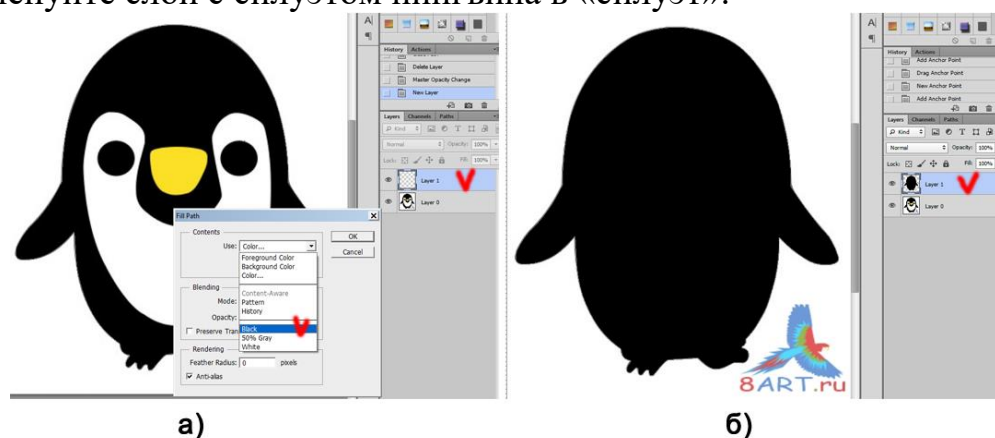 A
History Actions
Delete Layer
Master Opacity Change
New Layer
Layers Channels Paths
Kind
Normal Opacity: 100%
Lock: Fill: 100%
Layer 1
Layer 0
Fill Path
Contents
Use: Color...
OK
Cancel
Foreground Color
Background Color
Color...
Content-Aware
Pattern
History
Black
50% Gray
White
Blending
Mode:
Opacity:
Preserve Tran
Rendering
Feather Radius: 0 pixels
Anti-alias
а)
A
History Actions
Add Anchor Point
Drag Anchor Point
New Anchor Point
Add Anchor Point
Layers Channels Paths
Kind
Normal Opacity: 100%
Lock: Fill: 100%
Layer 1
Layer 0
8ART.ru
б)